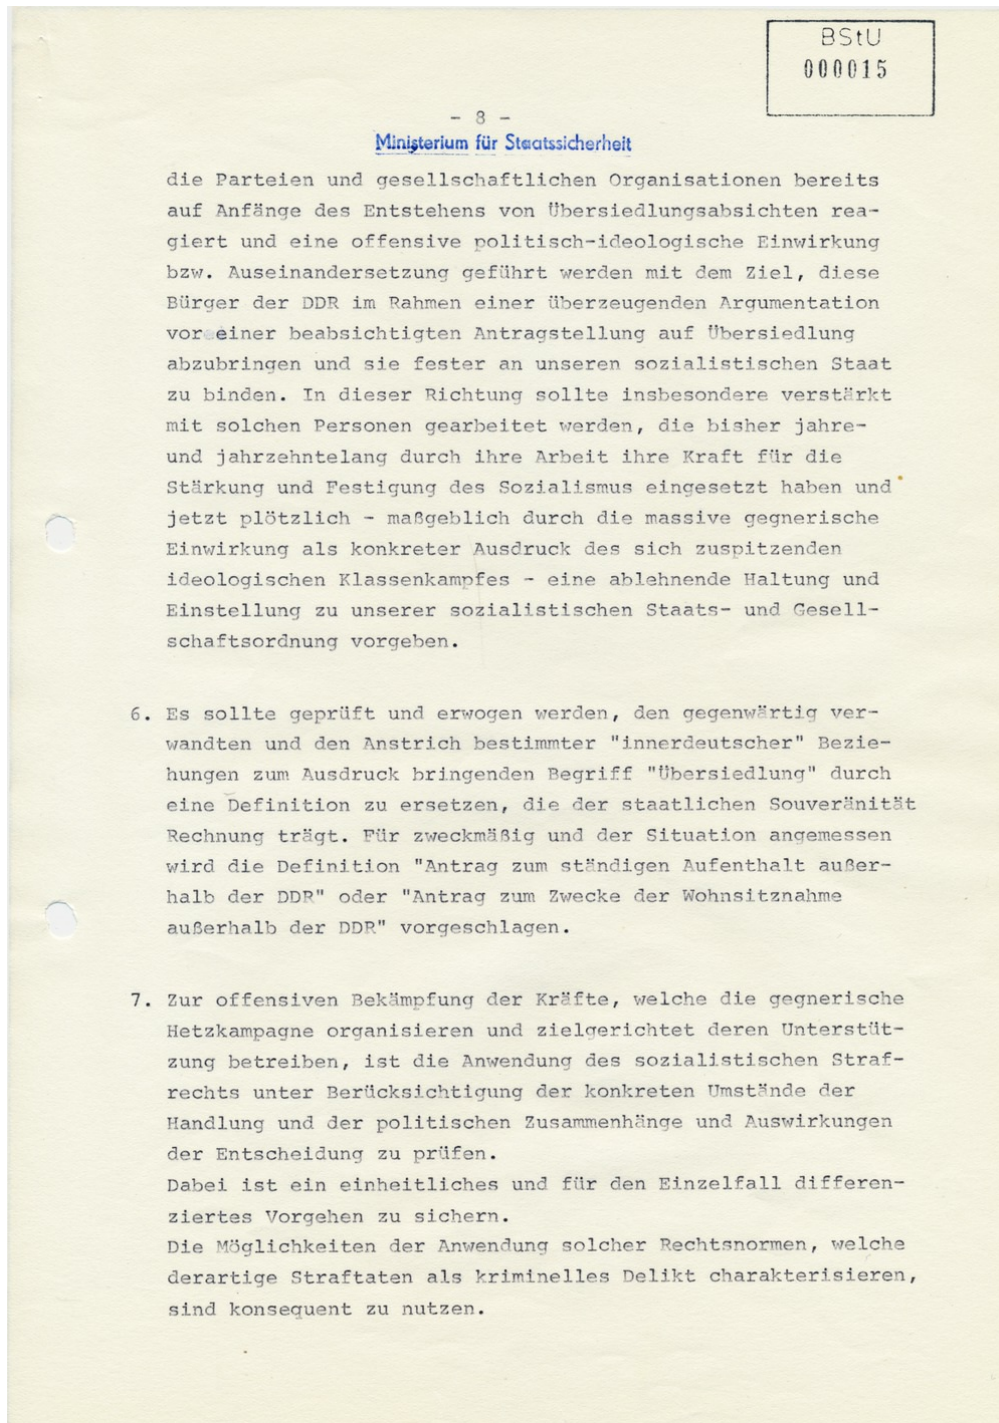 BStU
000015
- 8 -
Ministerium für Staatssicherheit
die Parteien und gesellschaftlichen Organisationen bereits
auf Anfänge des Entstehens von Übersiedlungsabsichten rea-
giert und eine offensive politisch-ideologische Einwirkung
bzw. Auseinandersetzung geführt werden mit dem Ziel, diese
Bürger der DDR im Rahmen einer überzeugenden Argumentation
vor einer beabsichtigten Antragstellung auf Übersiedlung
abzubringen und sie fester an unseren sozialistischen Staat
zu binden. In dieser Richtung sollte insbesondere verstärkt
mit solchen Personen gearbeitet werden, die bisher jahre-
und jahrzehntelang durch ihre Arbeit ihre Kraft für die
Stärkung und Festigung des Sozialismus eingesetzt haben und
jetzt plötzlich - maßgeblich durch die massive gegnerische
Einwirkung als konkreter Ausdruck des sich zuspitzenden
ideologischen Klassenkampfes - eine ablehnende Haltung und
Einstellung zu unserer sozialistischen Staats- und Gesell-
schaftsordnung vorgeben.
6. Es sollte geprüft und erwogen werden, den gegenwärtig ver-
wandten und den Anstrich bestimmter "innerdeutscher" Bezie-
hungen zum Ausdruck bringenden Begriff "Übersiedlung" durch
eine Definition zu ersetzen, die der staatlichen Souveränität
Rechnung trägt. Für zweckmäßig und der Situation angemessen
wird die Definition "Antrag zum ständigen Aufenthalt außer-
halb der DDR" oder "Antrag zum Zwecke der Wohnsitznahme
außerhalb der DDR" vorgeschlagen.
7. Zur offensiven Bekämpfung der Kräfte, welche die gegnerische
Hetzkampagne organisieren und zielgerichtet deren Unterstüt-
zung betreiben, ist die Anwendung des sozialistischen Straf-
rechts unter Berücksichtigung der konkreten Umstände der
Handlung und der politischen Zusammenhänge und Auswirkungen
der Entscheidung zu prüfen.
Dabei ist ein einheitliches und für den Einzelfall differen-
ziertes Vorgehen zu sichern.
Die Möglichkeiten der Anwendung solcher Rechtsnormen, welche
derartige Straftaten als kriminelles Delikt charakterisieren,
sind konsequent zu nutzen.